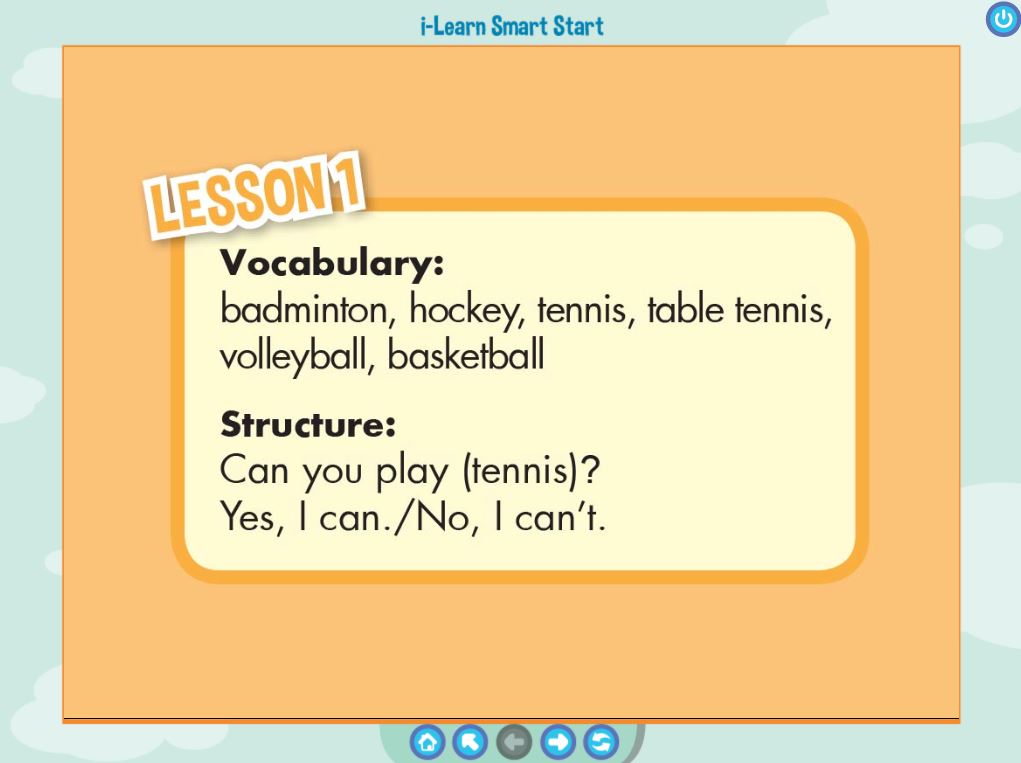 i-Learn Smart Start
LESSON 1
Vocabulary:
badminton, hockey, tennis, table tennis,
volleyball, basketball
Structure:
Can you play (tennis)?
Yes, I can./No, I can’t.